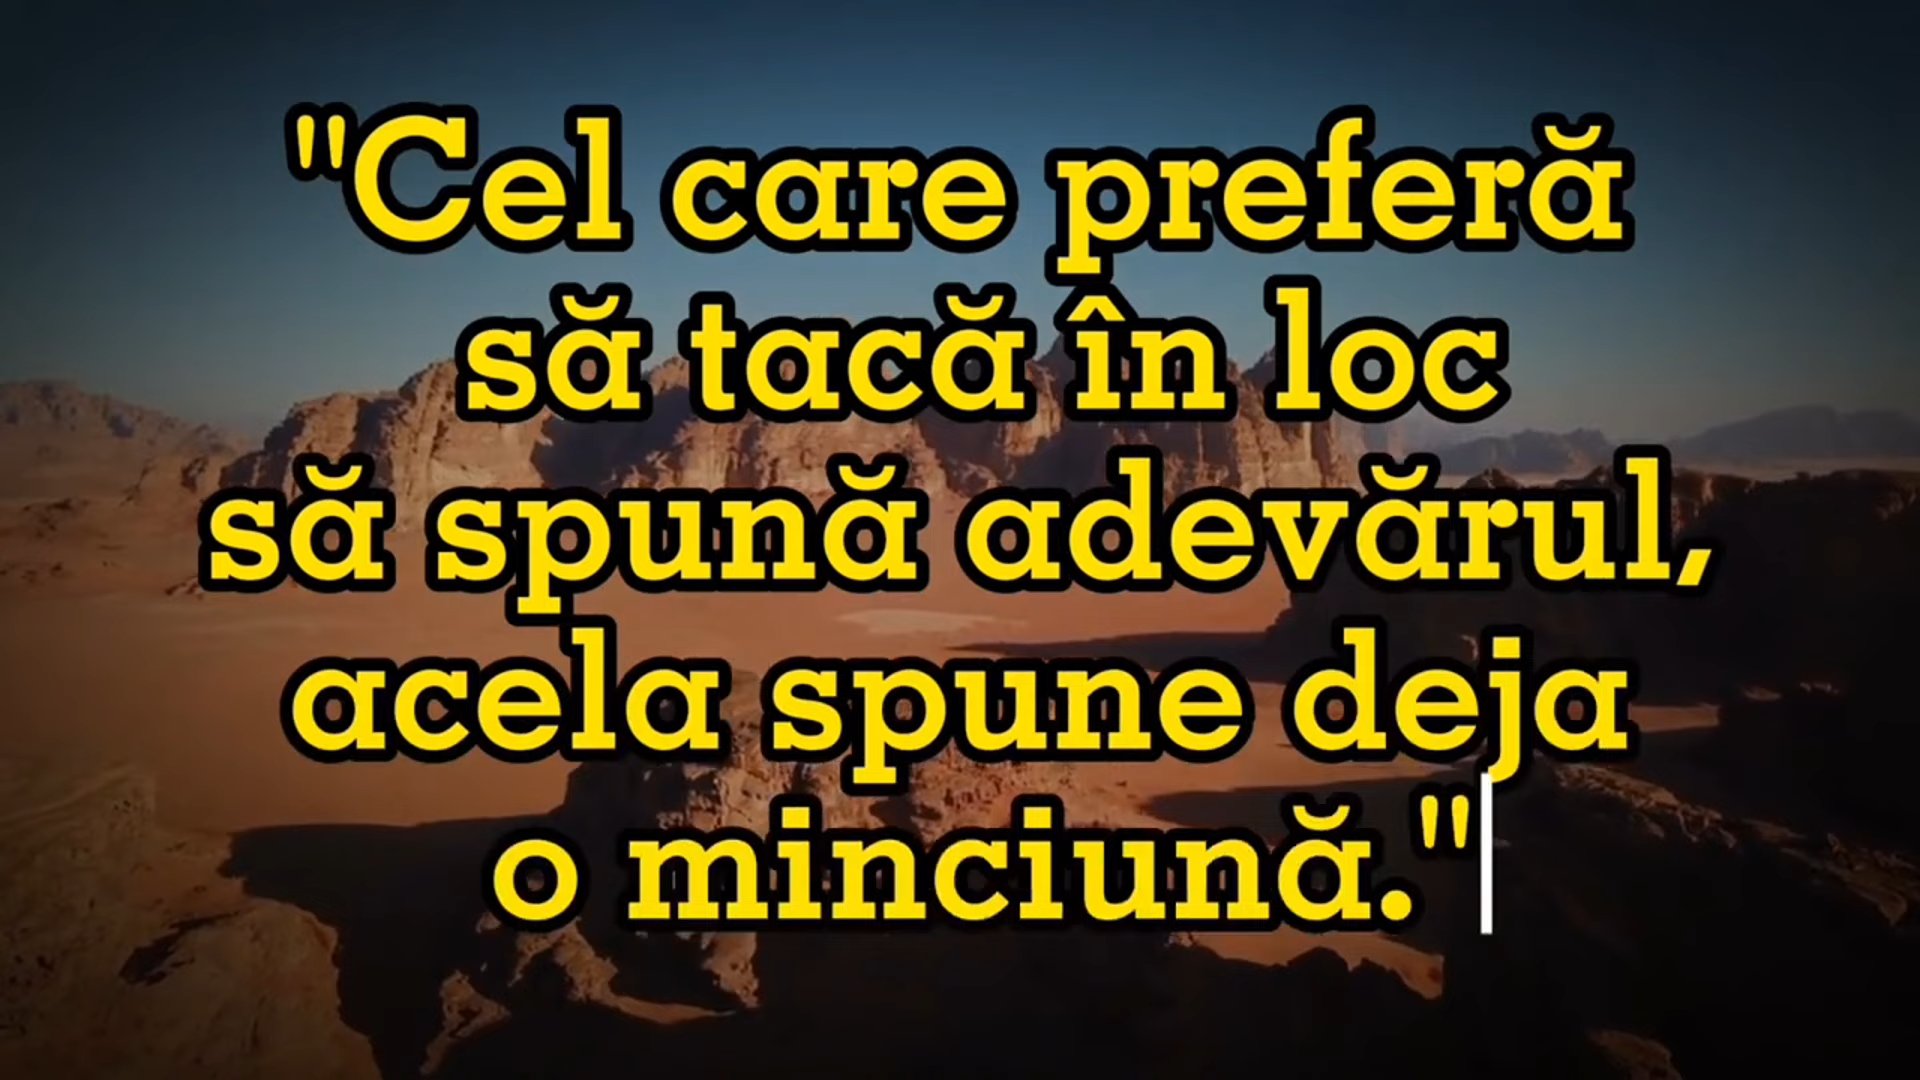 "Cel care preferă
să tacă în loc
să spună adevărul,
acela spune deja
o minciună."